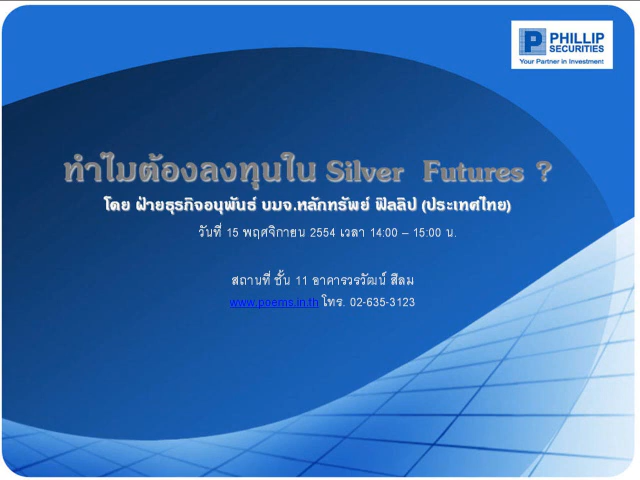 PHILLIP
SECURITIES
Your Partner in Investment
ทำไมต้องลงทุนใน Silver Futures ?
โดย ฝ่ายธุรกิจอนุพันธ์ บมจ.หลักทรัพย์ ฟิลลิป (ประเทศไทย)
วันที่ 15 พฤศจิกายน 2554 เวลา 14:00 – 15:00 น.
สถานที่ ชั้น 11 อาคารวรวัฒน์ สีลม
www.poems.in.th โทร. 02-635-3123